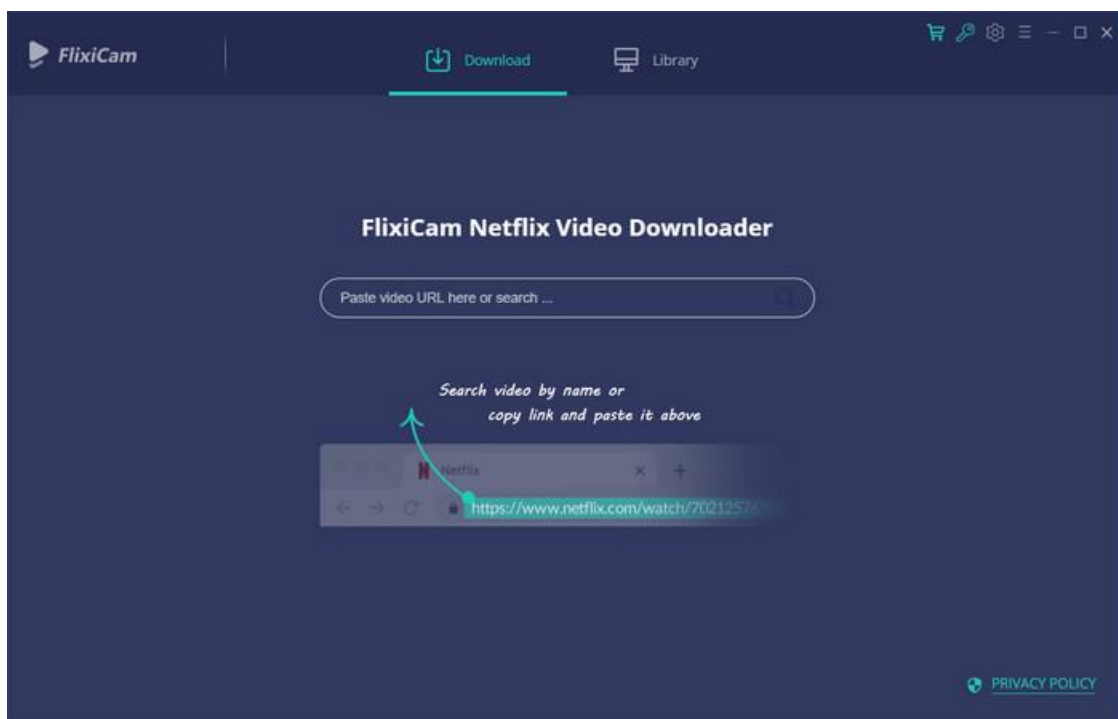 FlixiCam
Download
Library
FlixiCam Netflix Video Downloader
Paste video URL here or search ...
Search video by name or
copy link and paste it above
Netflix
https://www.netflix.com/watch/70212576
PRIVACY POLICY